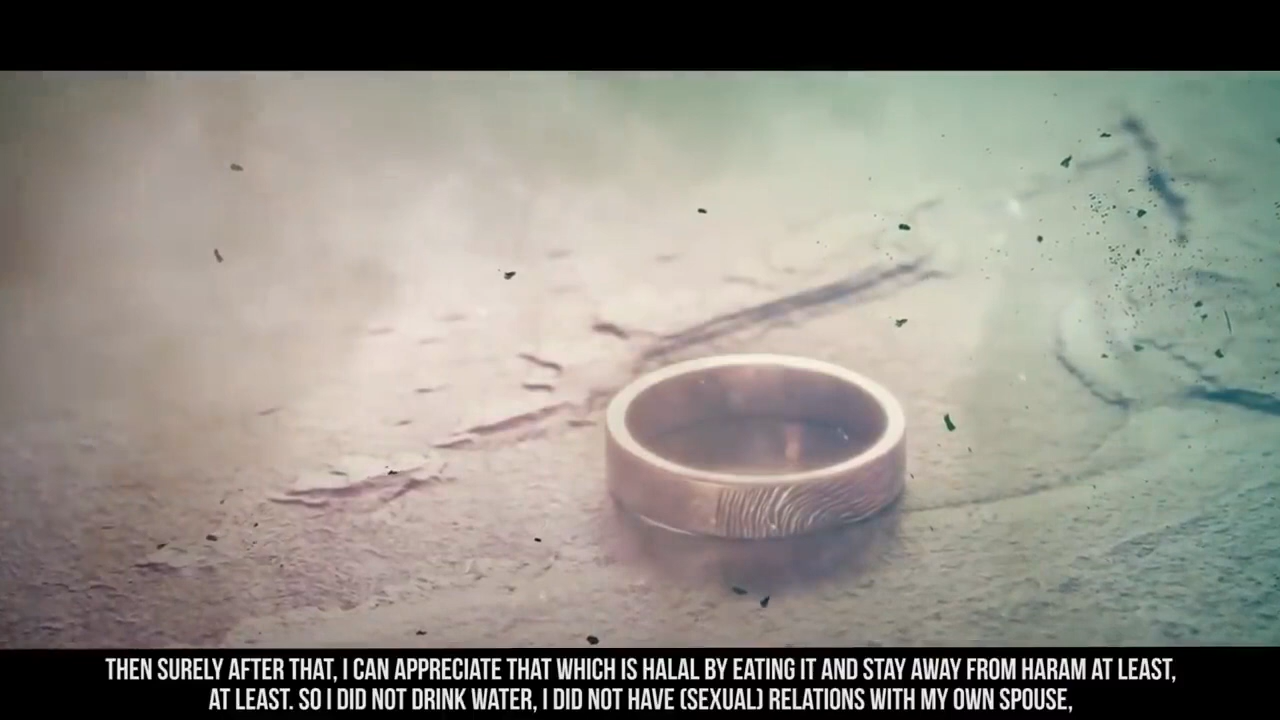 THEN SURELY AFTER THAT, I CAN APPRECIATE THAT WHICH IS HALAL BY EATING IT AND STAY AWAY FROM HARAM AT LEAST,
AT LEAST. SO I DID NOT DRINK WATER, I DID NOT HAVE (SEXUAL) RELATIONS WITH MY OWN SPOUSE,